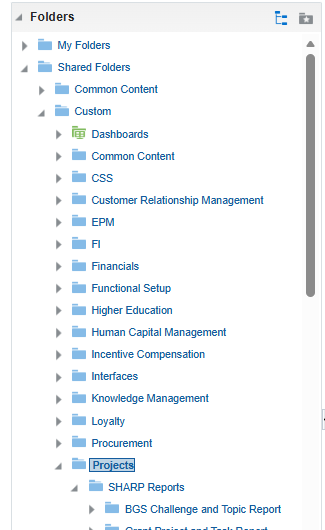 Folders
My Folders
Shared Folders
Common Content
Custom
Dashboards
Common Content
CSS
Customer Relationship Management
EPM
FI
Financials
Functional Setup
Higher Education
Human Capital Management
Incentive Compensation
Interfaces
Knowledge Management
Loyalty
Procurement
Projects
SHARP Reports
BGS Challenge and Topic Report
Grant Project and Task Report